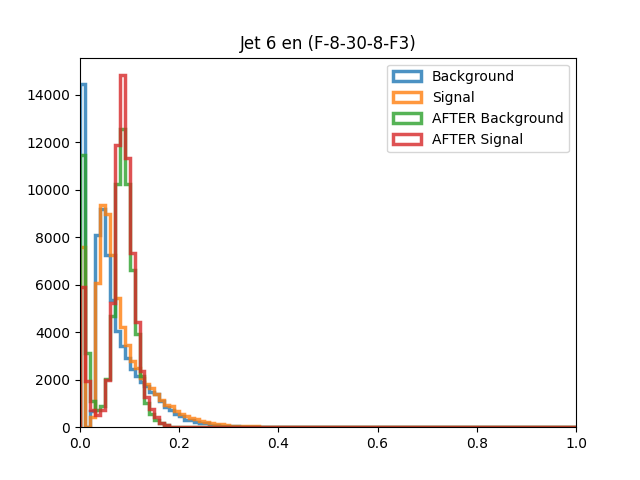 Jet 6 en (F-8-30-8-F3)
Background
Signal
AFTER Background
AFTER Signal
14000
12000
10000
8000
6000
4000
2000
0
0.0 0.2 0.4 0.6 0.8 1.0